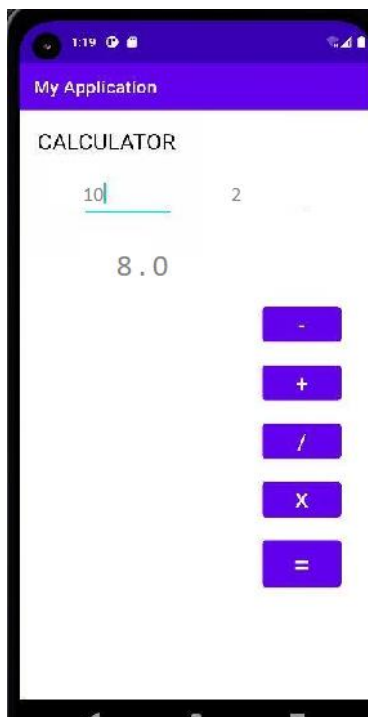 1:19
My Application
CALCULATOR
10 2
8.0
-
+
/
X
=